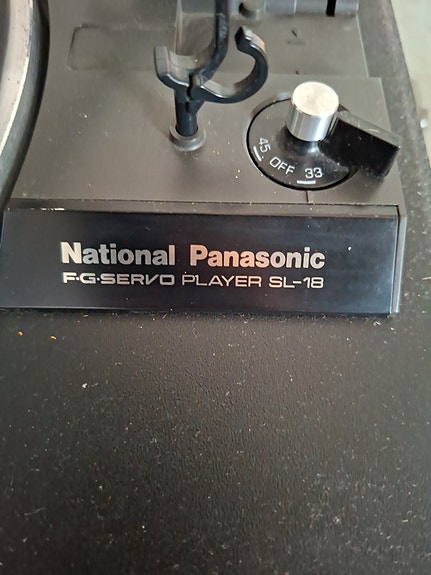 45 OFF 33
National Panasonic
F·G·SERVO PLAYER SL-18